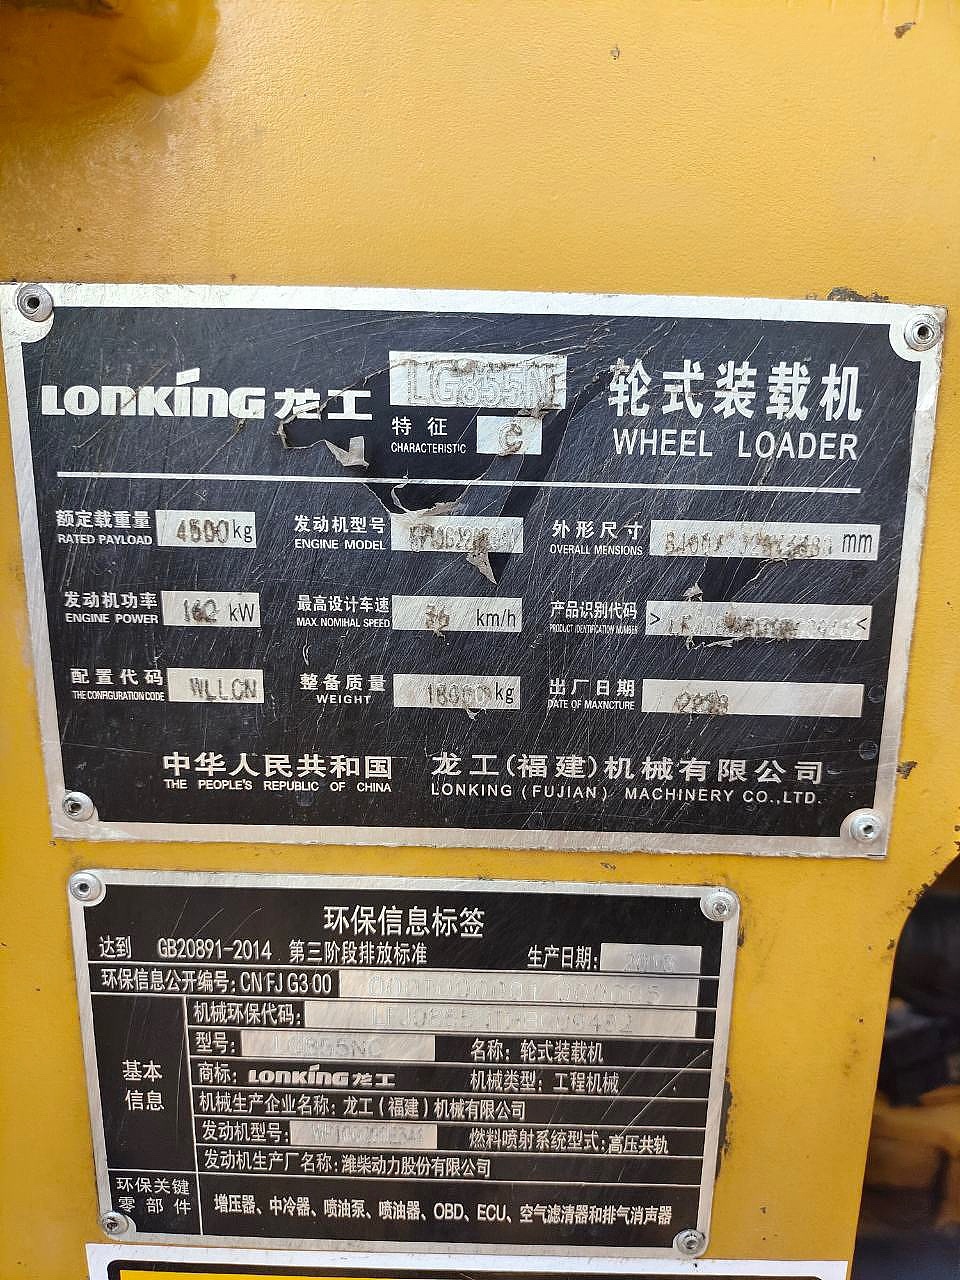 LONKING 龙工 LG855N 轮式装载机
特征 C
CHARACTERISTIC
WHEEL LOADER
额定载重量 4500kg 发动机型号 外形尺寸 mm
RATED PAYLOAD ENGINE MODEL OVERALL MENSIONS
发动机功率 162 kW 最高设计车速 36 km/h 产品识别代码 > <
ENGINE POWER MAX. NOMIHAL SPEED PRODUCT IDENTIFICATION NUMBER
配置代码 WLLCN 整备质量 kg 出厂日期
THE CONFIGURATION CODE WEIGHT DATE OF MAXNCTURE
中华人民共和国 龙工(福建)机械有限公司
THE PEOPLE'S REPUBLIC OF CHINA LONKING (FUJIAN) MACHINERY CO.,LTD.
环保信息标签
达到 GB20891-2014 第三阶段排放标准 生产日期:
环保信息公开编号: CN FJ G3 00
基本信息
机械环保代码:
型号: LG855NC 名称: 轮式装载机
商标: LONKING 龙工 机械类型: 工程机械
机械生产企业名称: 龙工(福建)机械有限公司
发动机型号: 燃料喷射系统型式: 高压共轨
发动机生产厂名称: 潍柴动力股份有限公司
环保关键零部件
增压器、中冷器、喷油泵、喷油器、OBD、ECU、空气滤清器和排气消声器